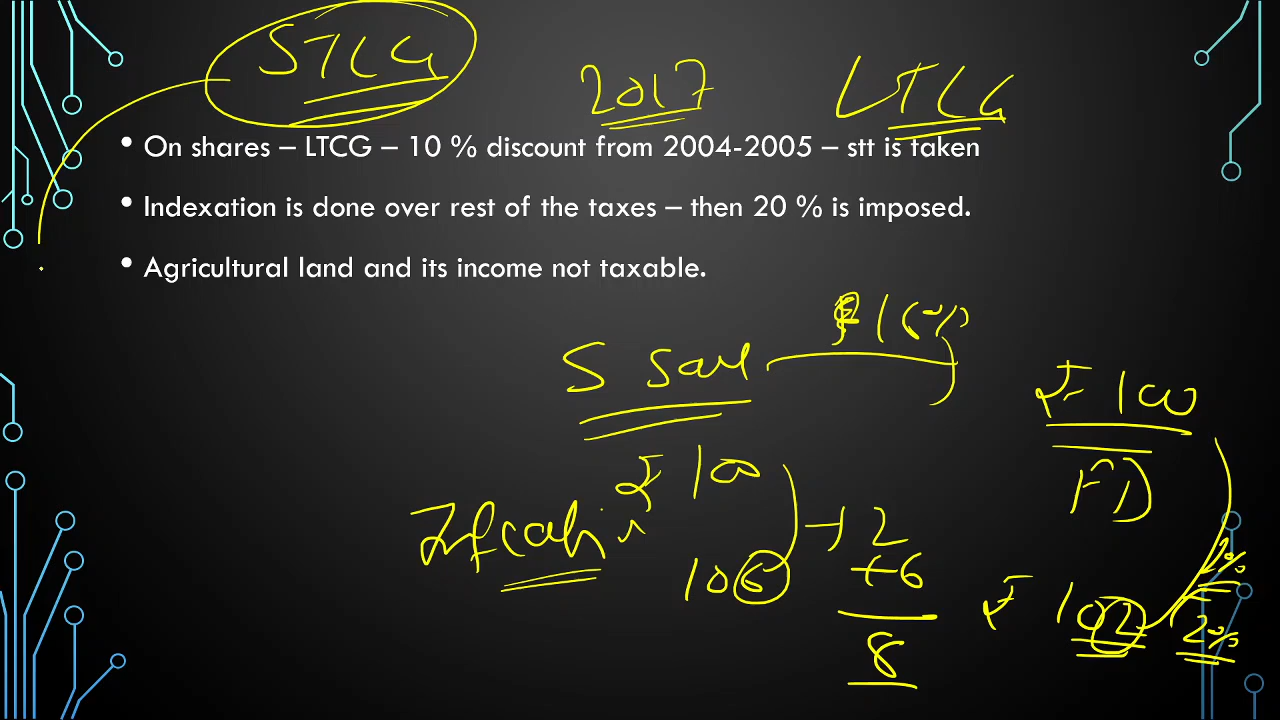 STCG 2017 LTCG
• On shares – LTCG – 10 % discount from 2004-2005 – stt is taken
• Indexation is done over rest of the taxes – then 20 % is imposed.
• Agricultural land and its income not taxable.
₹ 100
₹ 100
FD
2
106
+6
₹ 102
2%
8